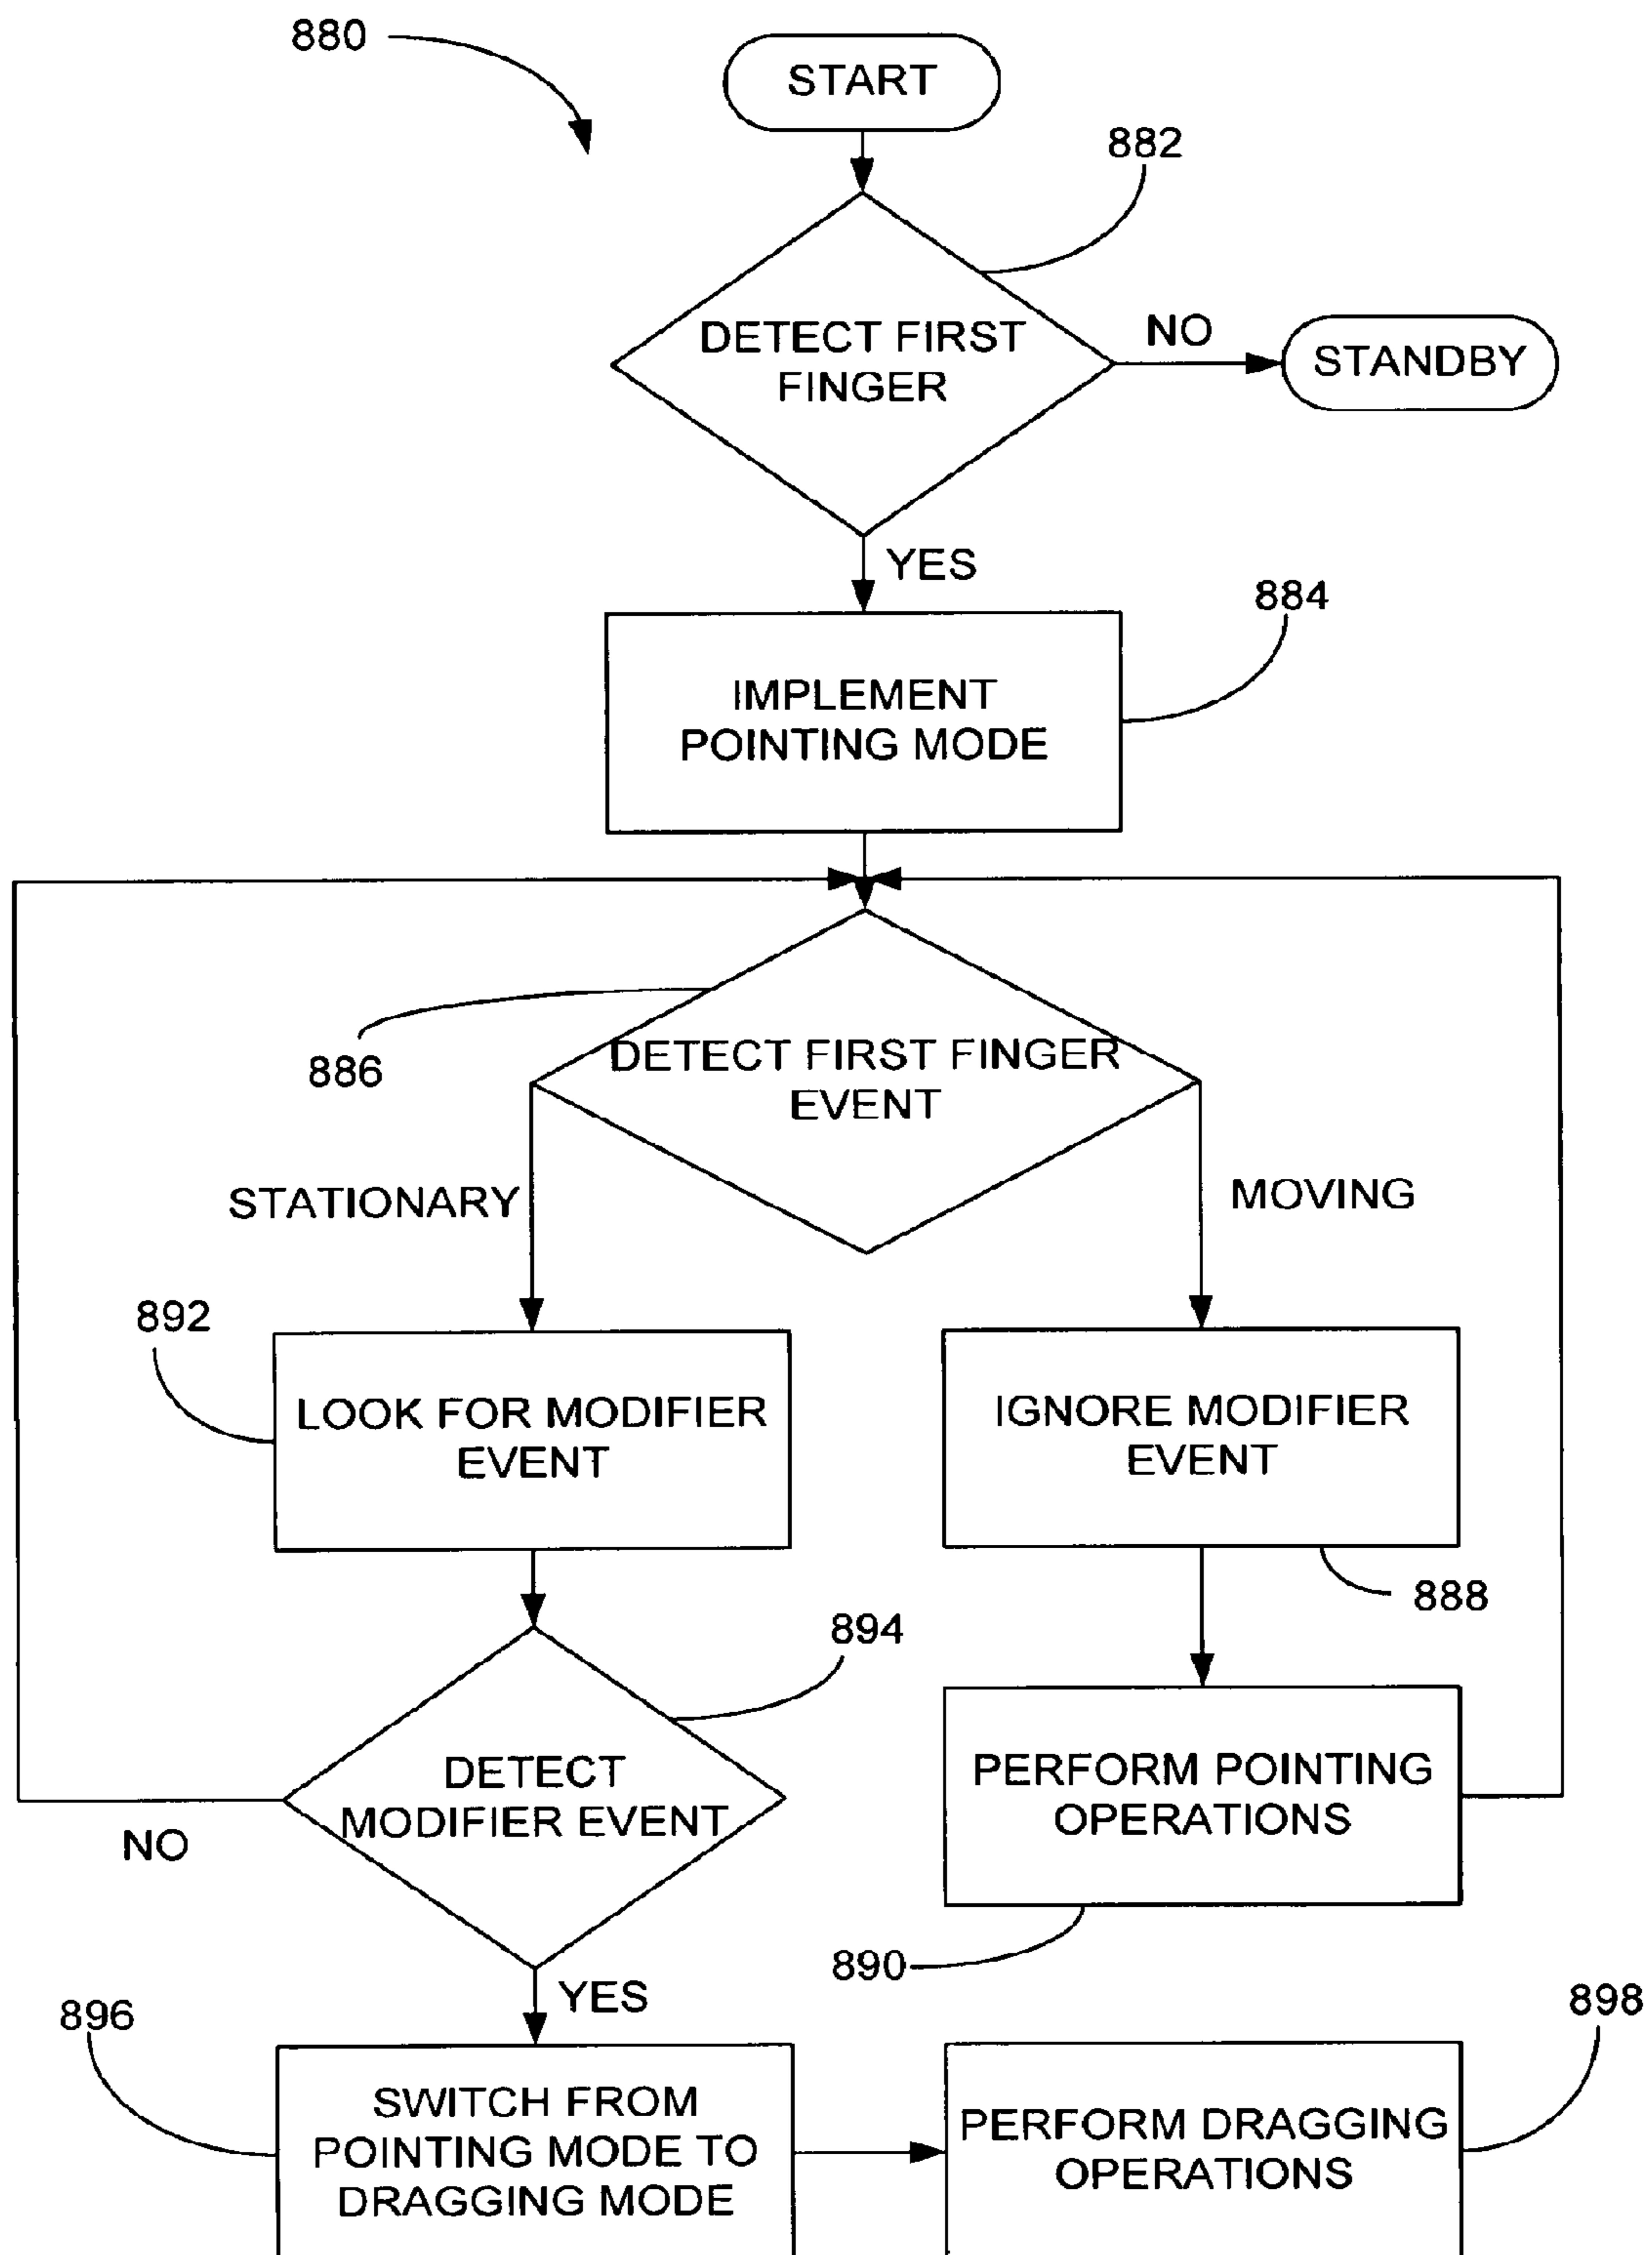 880
START
882
DETECT FIRST
FINGER
NO
STANDBY
YES
884
IMPLEMENT
POINTING MODE
886
DETECT FIRST FINGER
EVENT
STATIONARY
MOVING
892
LOOK FOR MODIFIER
EVENT
IGNORE MODIFIER
EVENT
888
894
DETECT
MODIFIER EVENT
NO
PERFORM POINTING
OPERATIONS
890
YES
896
SWITCH FROM
POINTING MODE TO
DRAGGING MODE
898
PERFORM DRAGGING
OPERATIONS